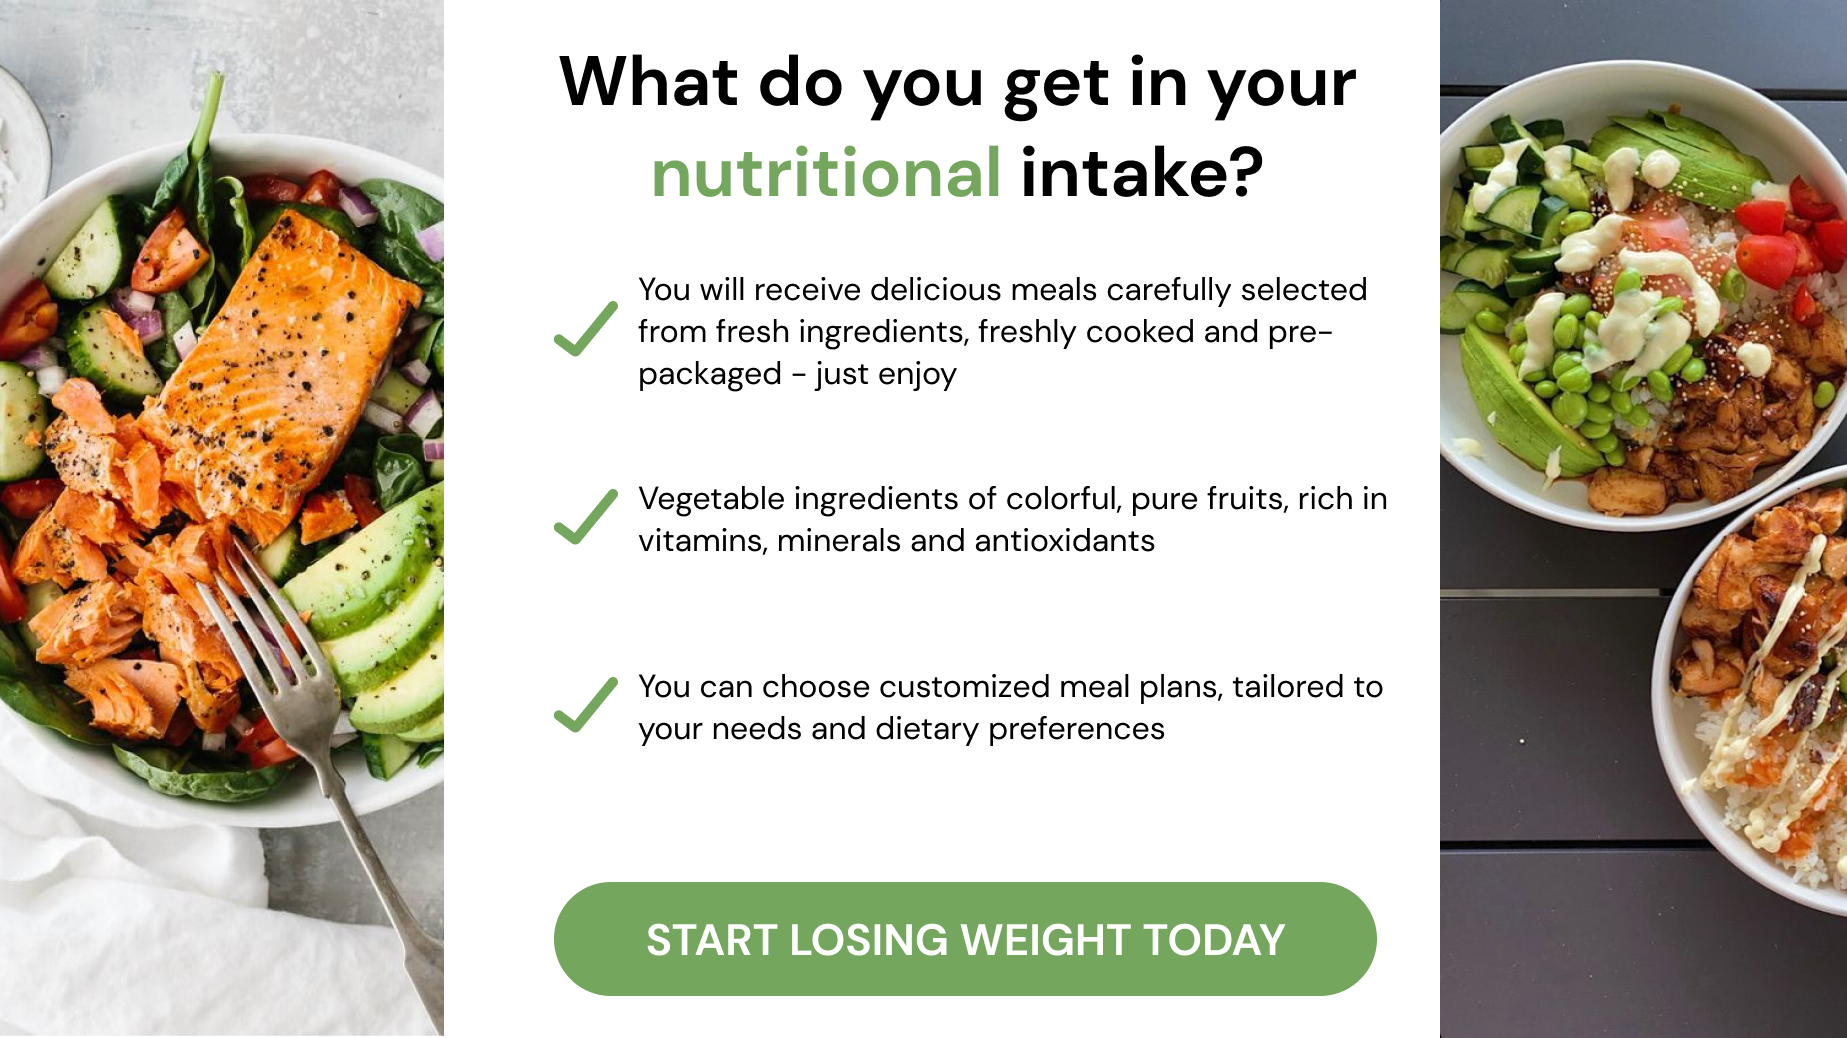 What do you get in your
nutritional intake?
You will receive delicious meals carefully selected
from fresh ingredients, freshly cooked and pre-
packaged - just enjoy
Vegetable ingredients of colorful, pure fruits, rich in
vitamins, minerals and antioxidants
You can choose customized meal plans, tailored to
your needs and dietary preferences
START LOSING WEIGHT TODAY